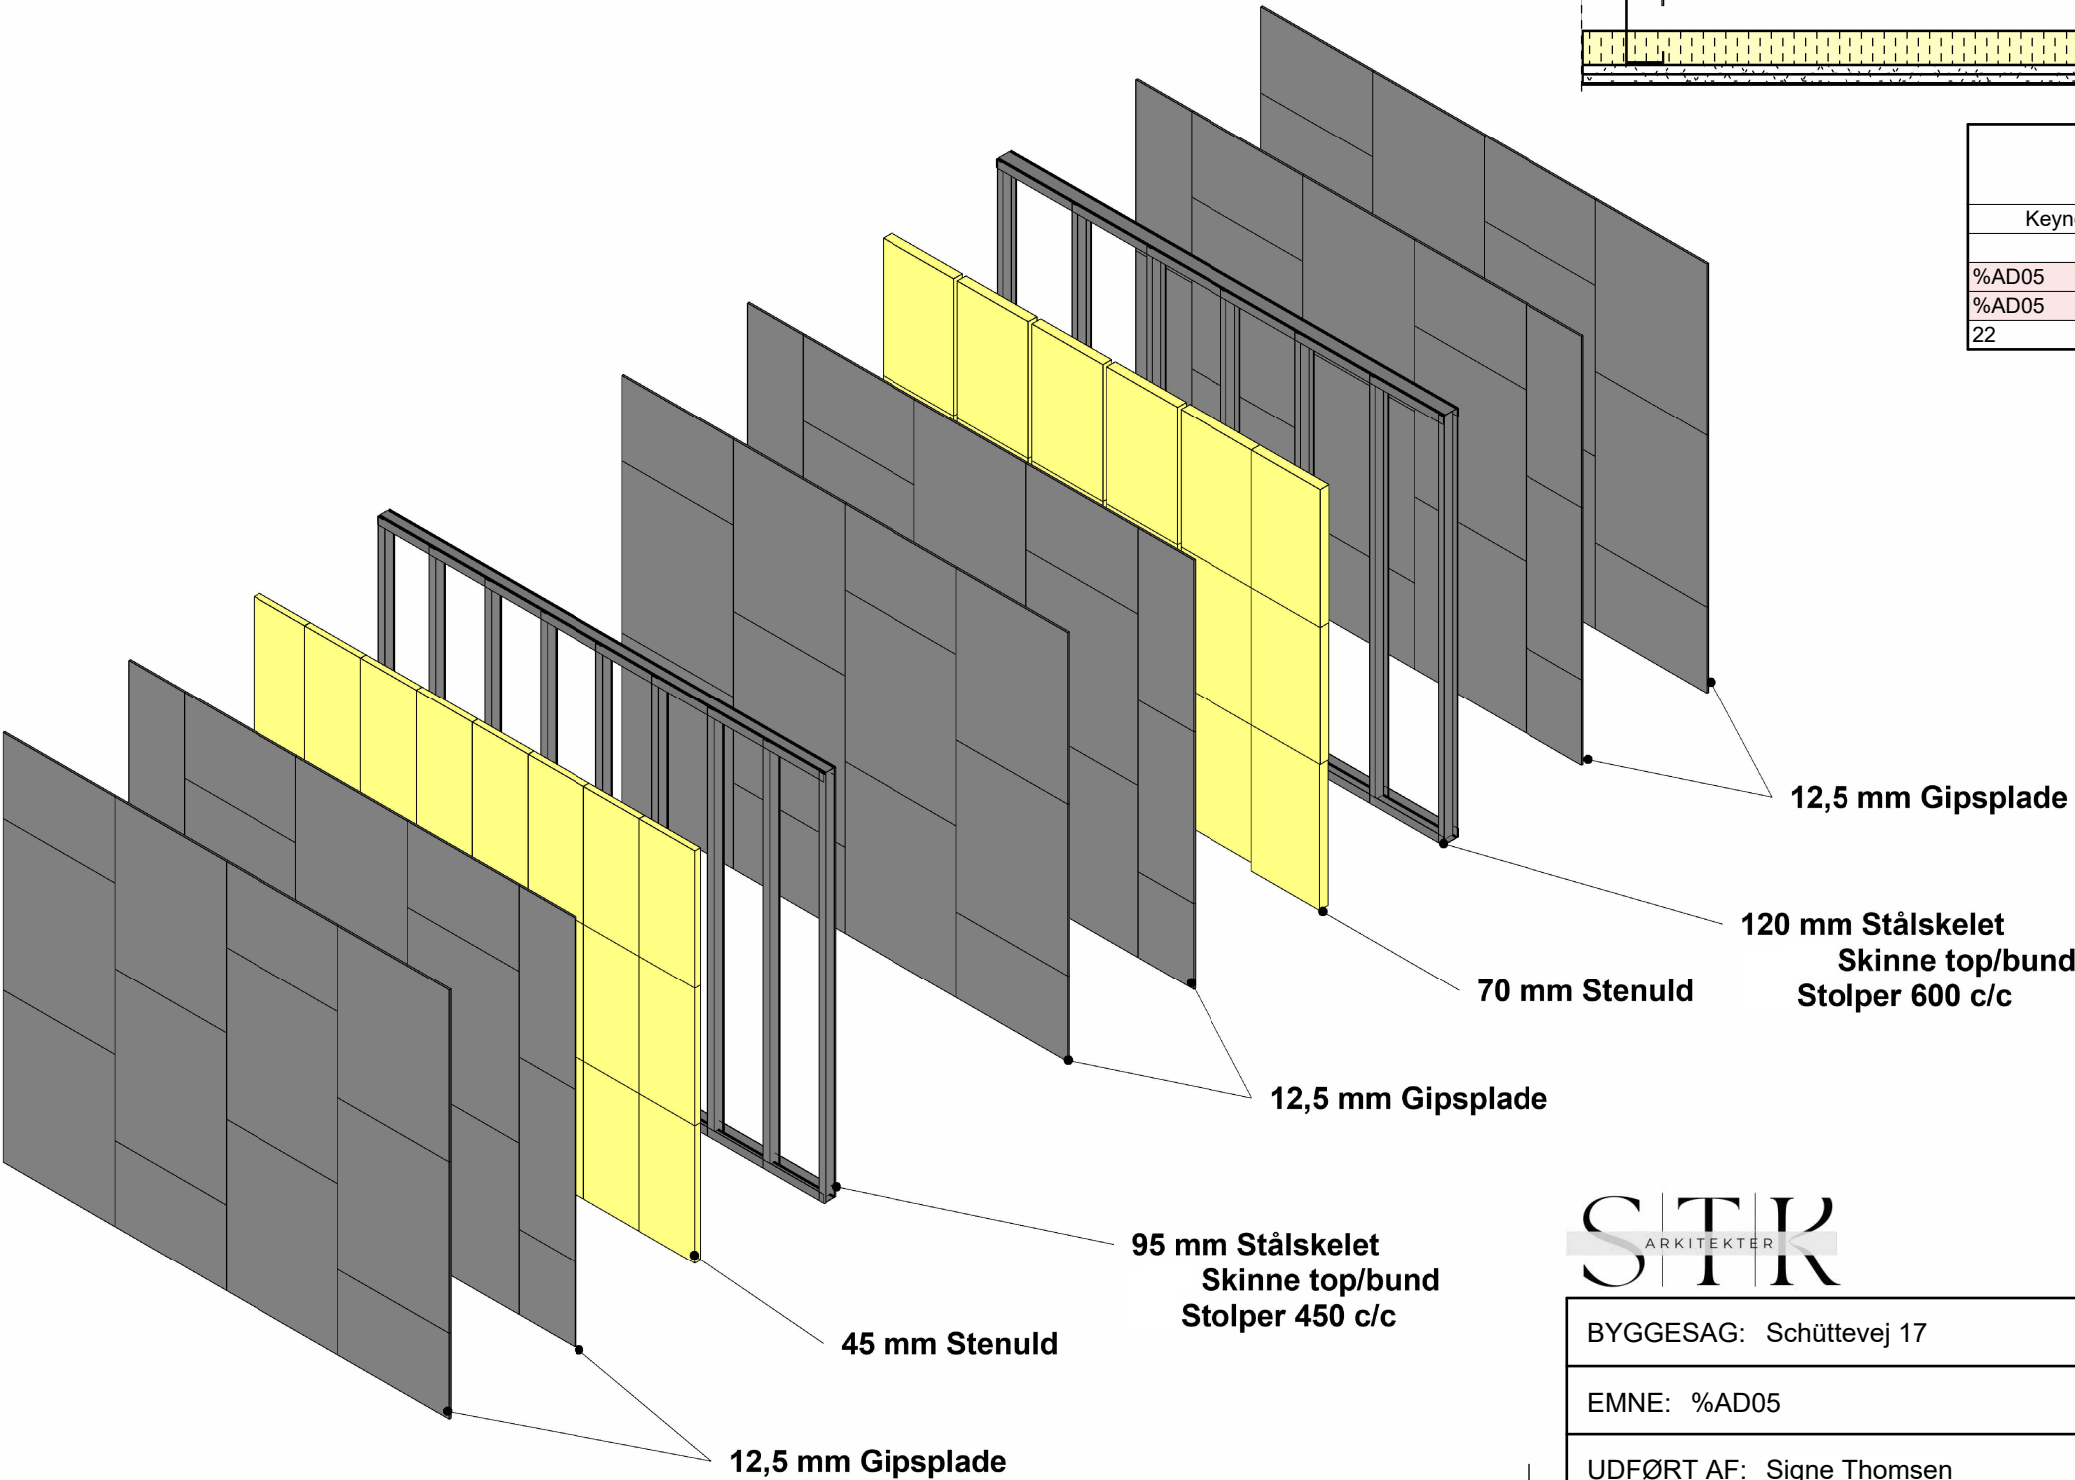 Keyn
%AD05
%AD05
22
12,5 mm Gipsplade
120 mm Stålskelet
Skinne top/bund
Stolper 600 c/c
70 mm Stenuld
12,5 mm Gipsplade
95 mm Stålskelet
Skinne top/bund
Stolper 450 c/c
45 mm Stenuld
12,5 mm Gipsplade
STK
ARKITEKTER
BYGGESAG: Schüttevej 17
EMNE: %AD05
UDFØRT AF: Signe Thomsen